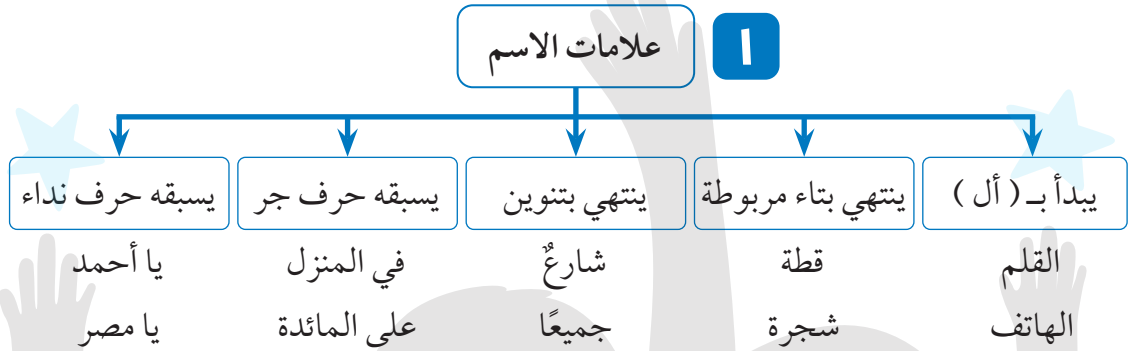 ١ علامات الاسم
يبدأ بـ ( أل ) ينتهي بتاء مربوطة ينتهي بتنوين يسبقه حرف جر يسبقه حرف نداء
القلم قطة شارعٌ في المنزل يا أحمد
الهاتف شجرة جميعًا على المائدة يا مصر